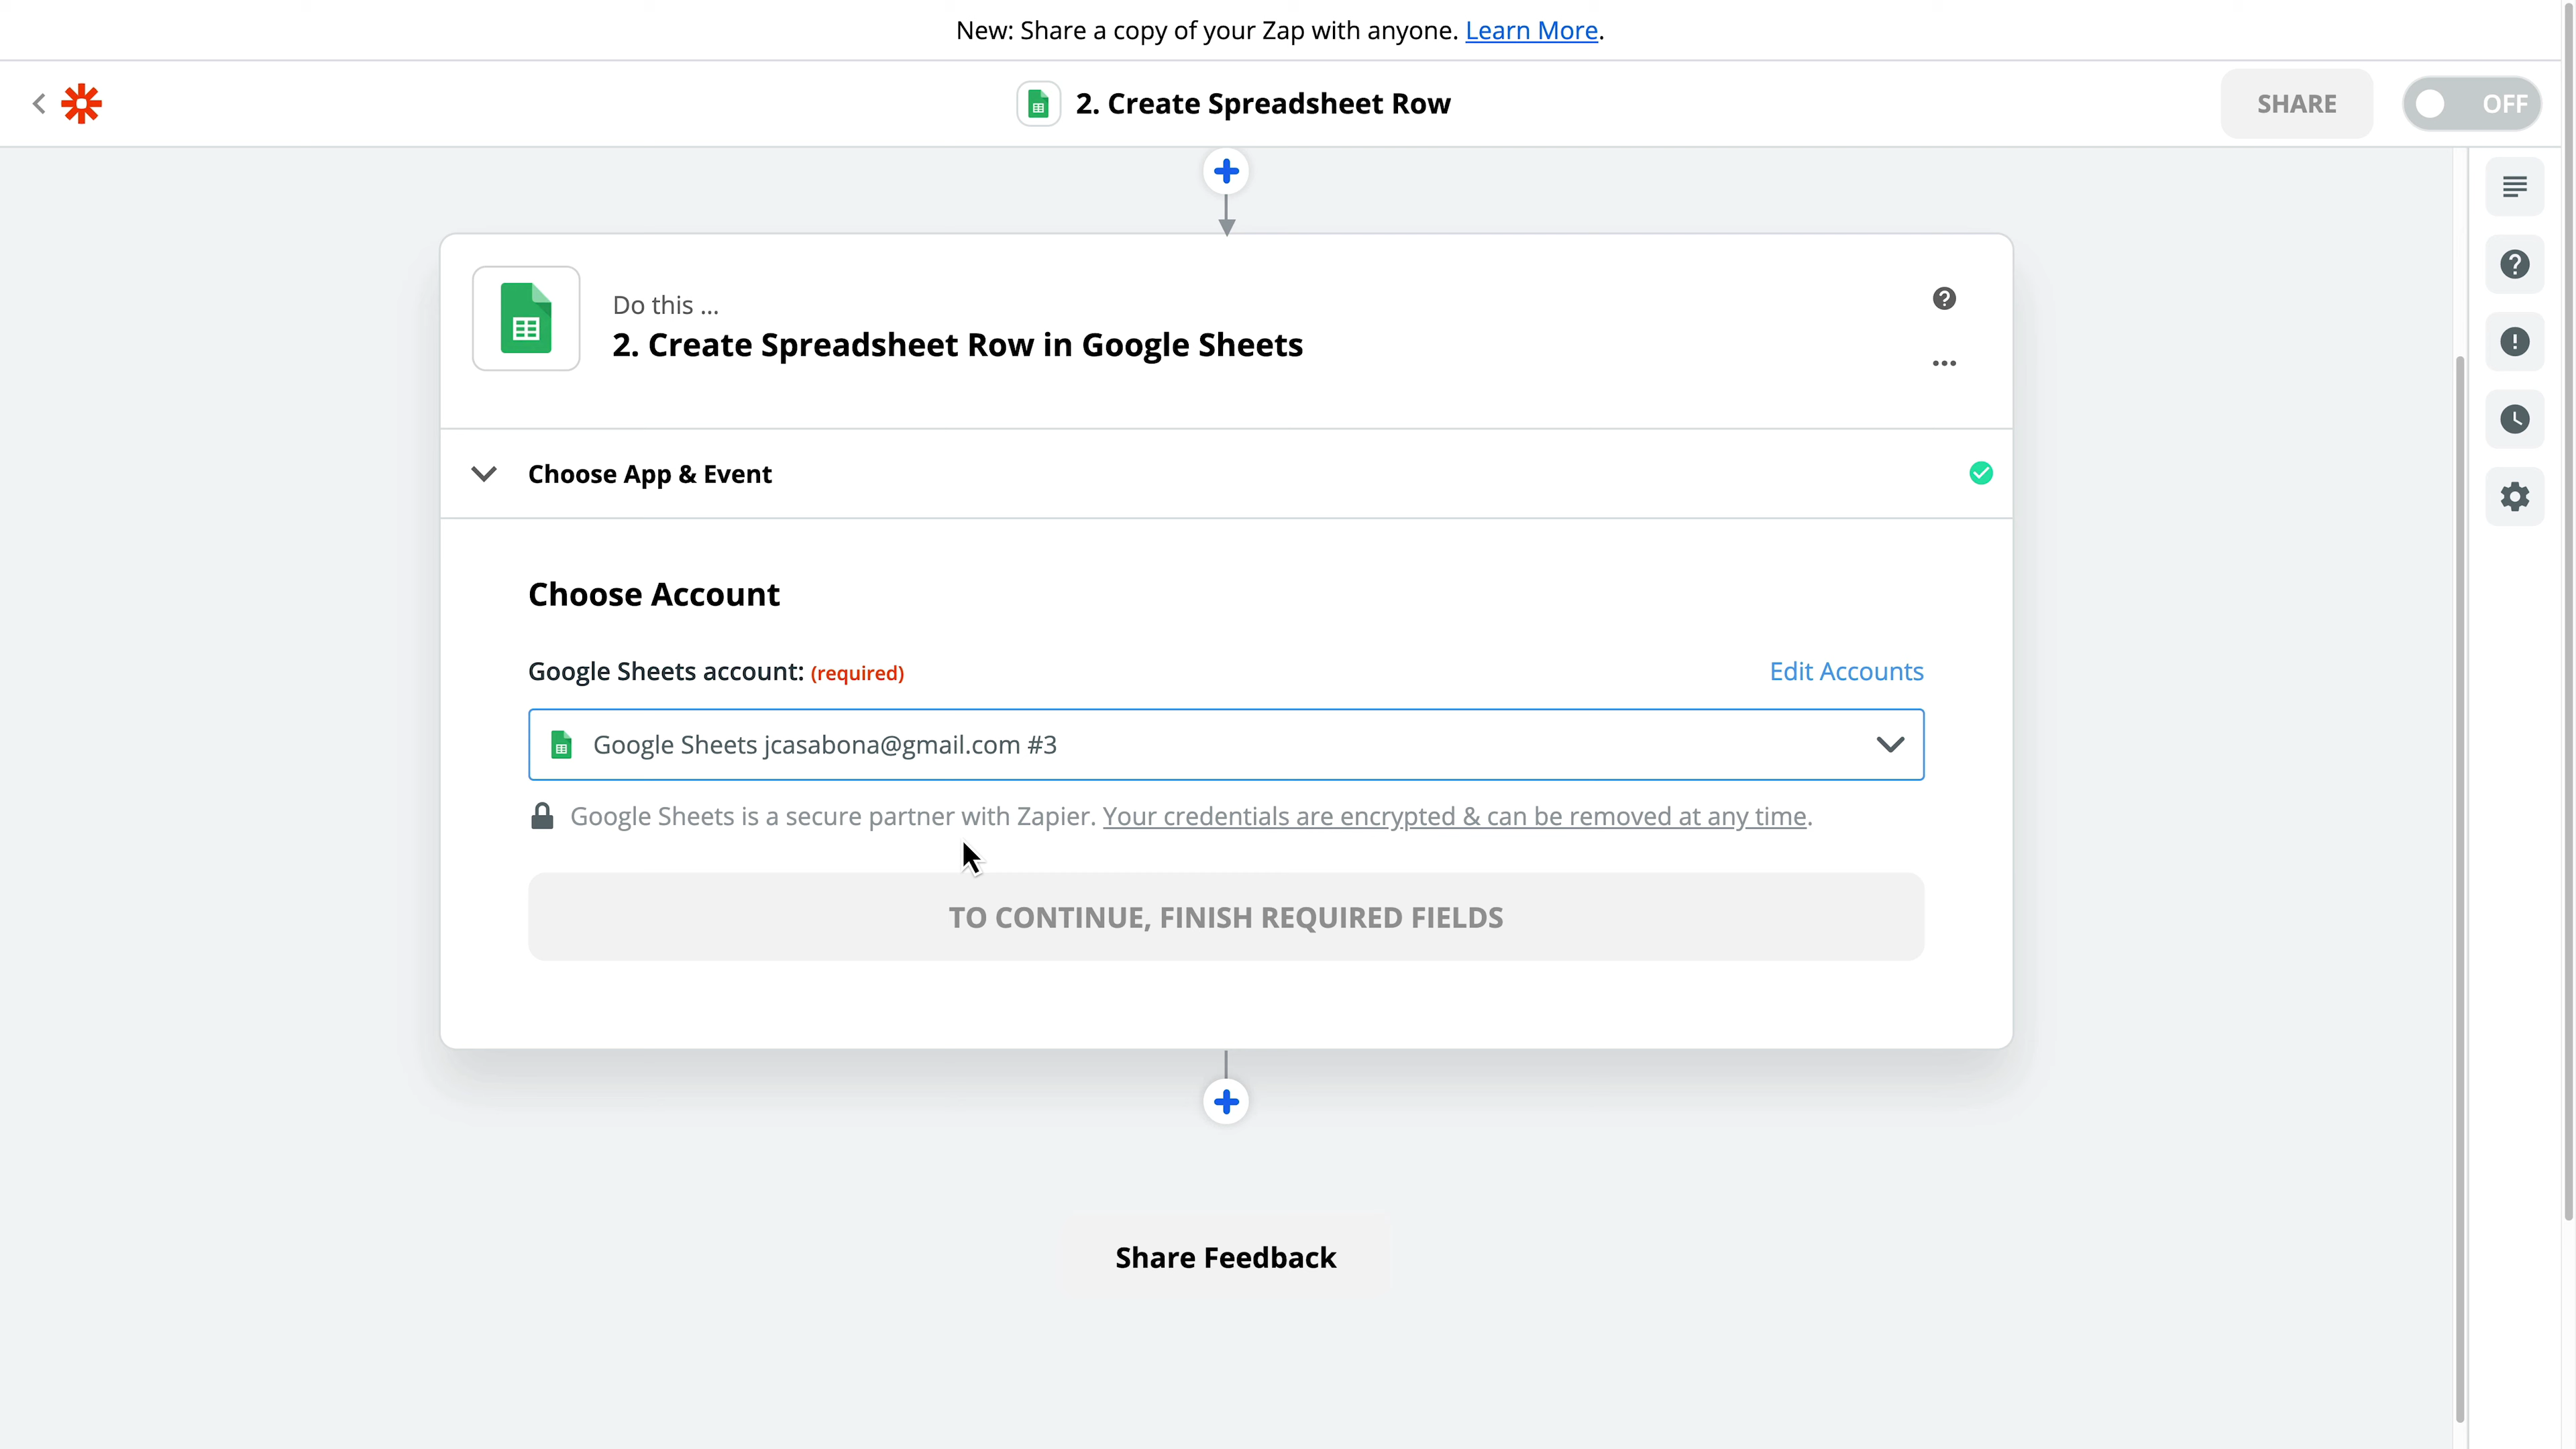 New: Share a copy of your Zap with anyone. Learn More.
2. Create Spreadsheet Row
SHARE
OFF
Do this ...
2. Create Spreadsheet Row in Google Sheets
Choose App & Event
Choose Account
Google Sheets account: (required)
Edit Accounts
Google Sheets jcasabona@gmail.com #3
Google Sheets is a secure partner with Zapier. Your credentials are encrypted & can be removed at any time.
TO CONTINUE, FINISH REQUIRED FIELDS
Share Feedback